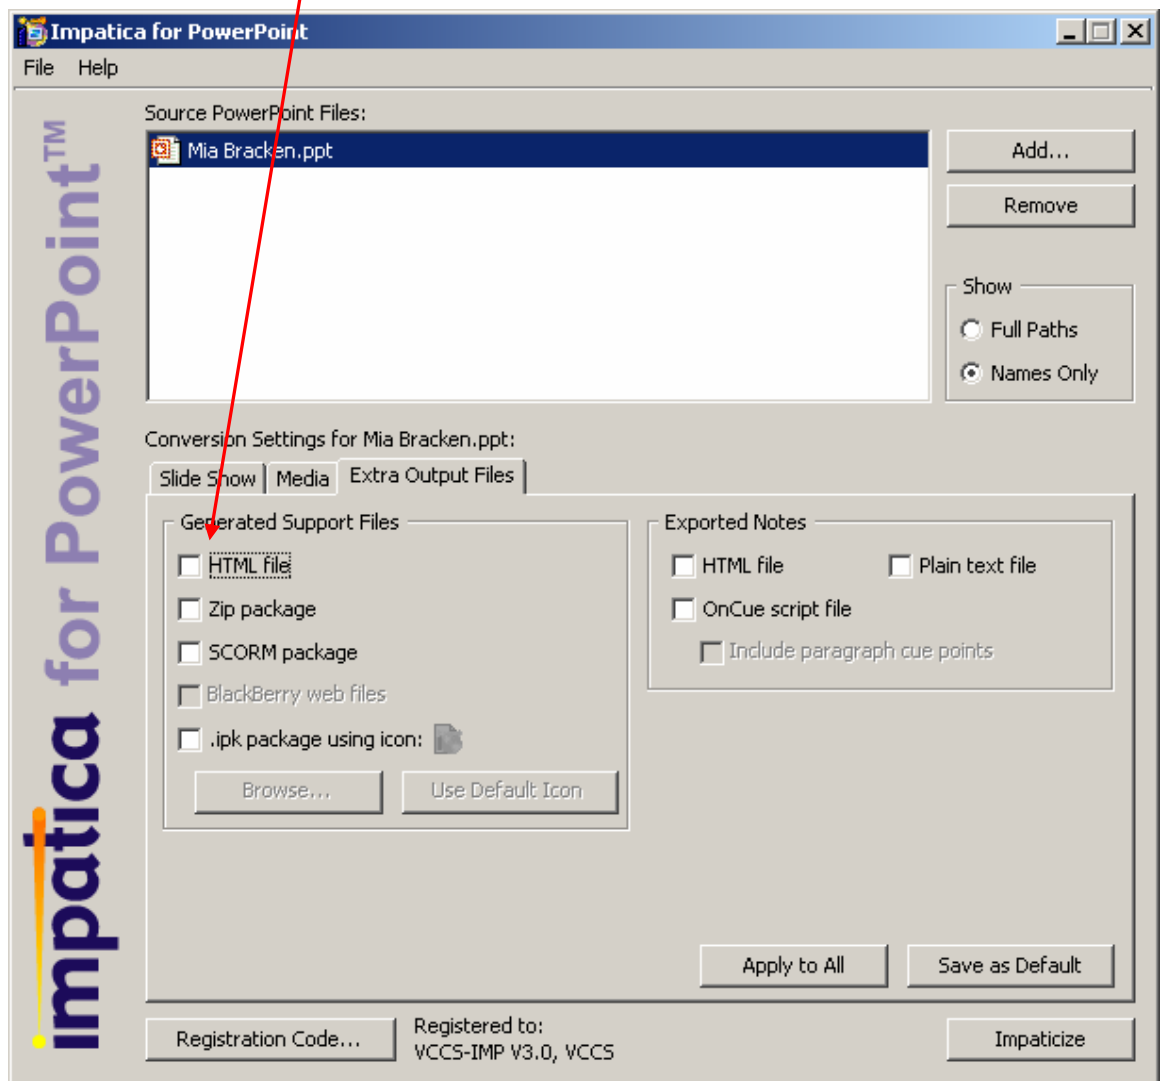 Impatica for PowerPoint
File Help
impatica for PowerPoint™
Source PowerPoint Files:
Mia Bracken.ppt
Add...
Remove
Show
Full Paths
Names Only
Conversion Settings for Mia Bracken.ppt:
Slide Show Media Extra Output Files
Generated Support Files
HTML file
Zip package
SCORM package
BlackBerry web files
.ipk package using icon:
Browse... Use Default Icon
Exported Notes
HTML file Plain text file
OnCue script file
Include paragraph cue points
Apply to All Save as Default
Registration Code...
Registered to:
VCCS-IMP V3.0, VCCS
Impaticize